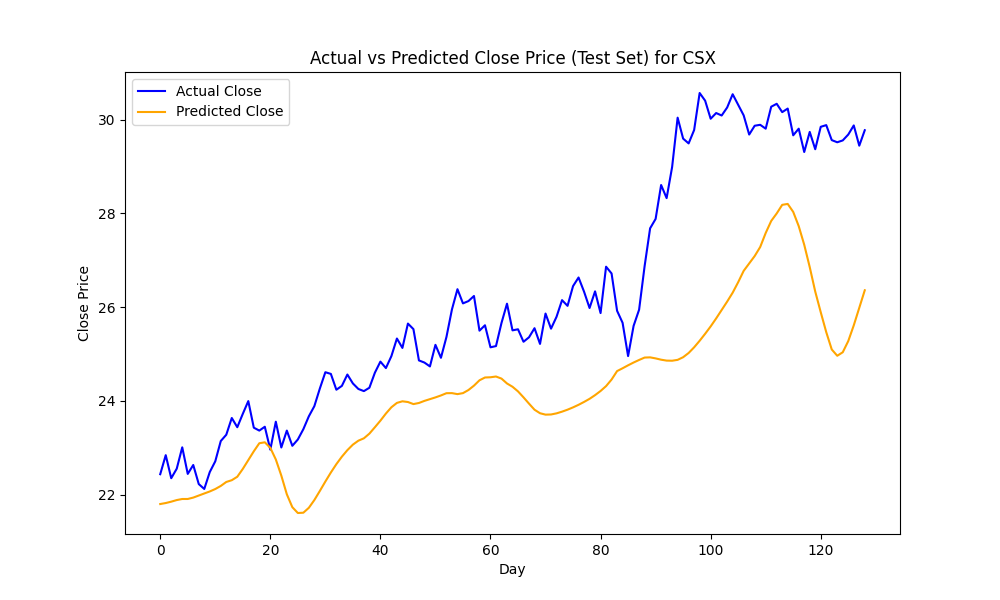 Actual vs Predicted Close Price (Test Set) for CSX
Actual Close
Predicted Close
Close Price
30
28
26
24
22
0 20 40 60 80 100 120
Day